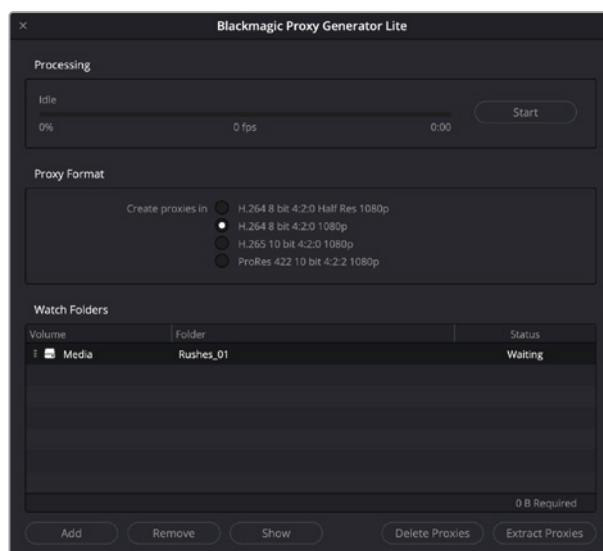 Blackmagic Proxy Generator Lite
Processing
Idle
Start
0% 0 fps 0:00
Proxy Format
Create proxies in H.264 8 bit 4:2:0 Half Res 1080p
H.264 8 bit 4:2:0 1080p
H.265 10 bit 4:2:0 1080p
ProRes 422 10 bit 4:2:2 1080p
Watch Folders
Volume Folder Status
Media Rushes_01 Waiting
0 B Required
Add Remove Show Delete Proxies Extract Proxies